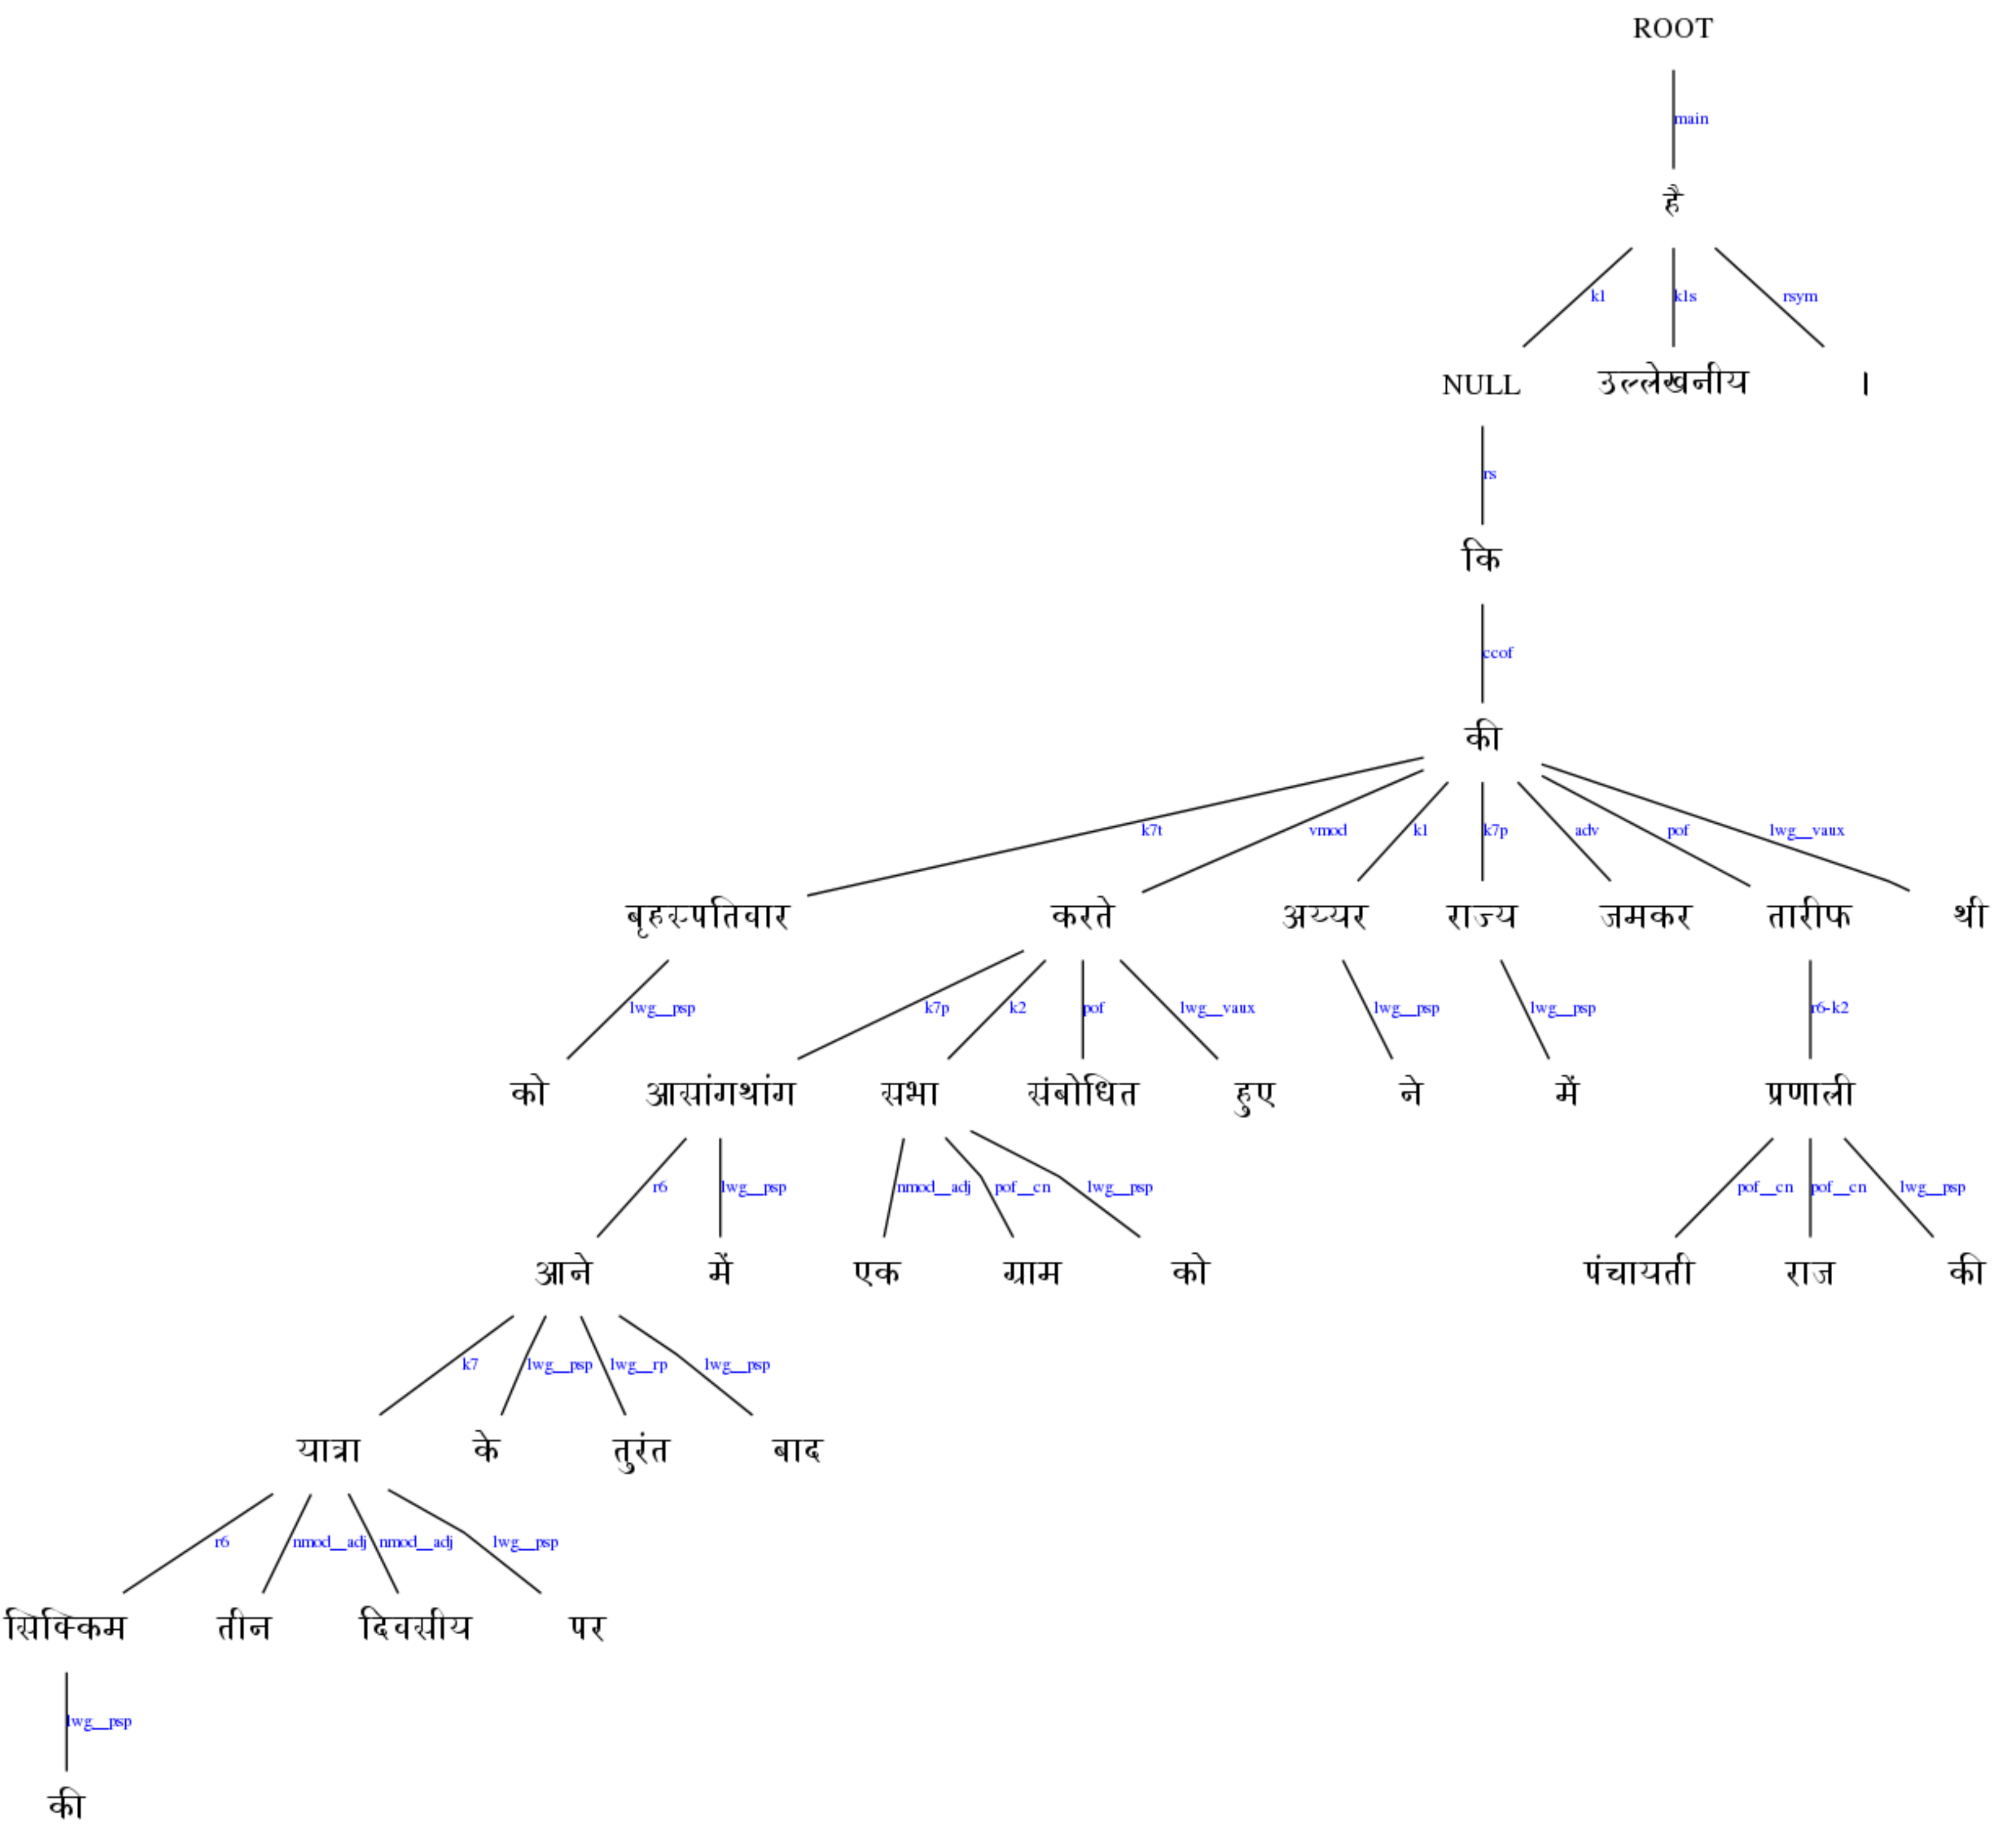 ROOT
main
है
k1 k1s rsym
NULL उल्लेखनीय ।
rs
कि
ccof
की
k7t vmod k1 k7p adv pof lwg__vaux
बृहस्पतिवार करते अय्यर राज्य जमकर तारीफ थी
lwg__psp k7p k2 pof lwg__vaux lwg__psp lwg__psp r6-k2
को आसांगथांग सभा संबोधित हुए ने में प्रणाली
r6 lwg__psp nmod__adj pof__cn lwg__psp pof__cn pof__cn lwg__psp
आने में एक ग्राम को पंचायती राज की
k7 lwg__psp lwg__rp lwg__psp
यात्रा के तुरंत बाद
r6 nmod__adj nmod__adj lwg__psp
सिक्किम तीन दिवसीय पर
lwg__psp
की